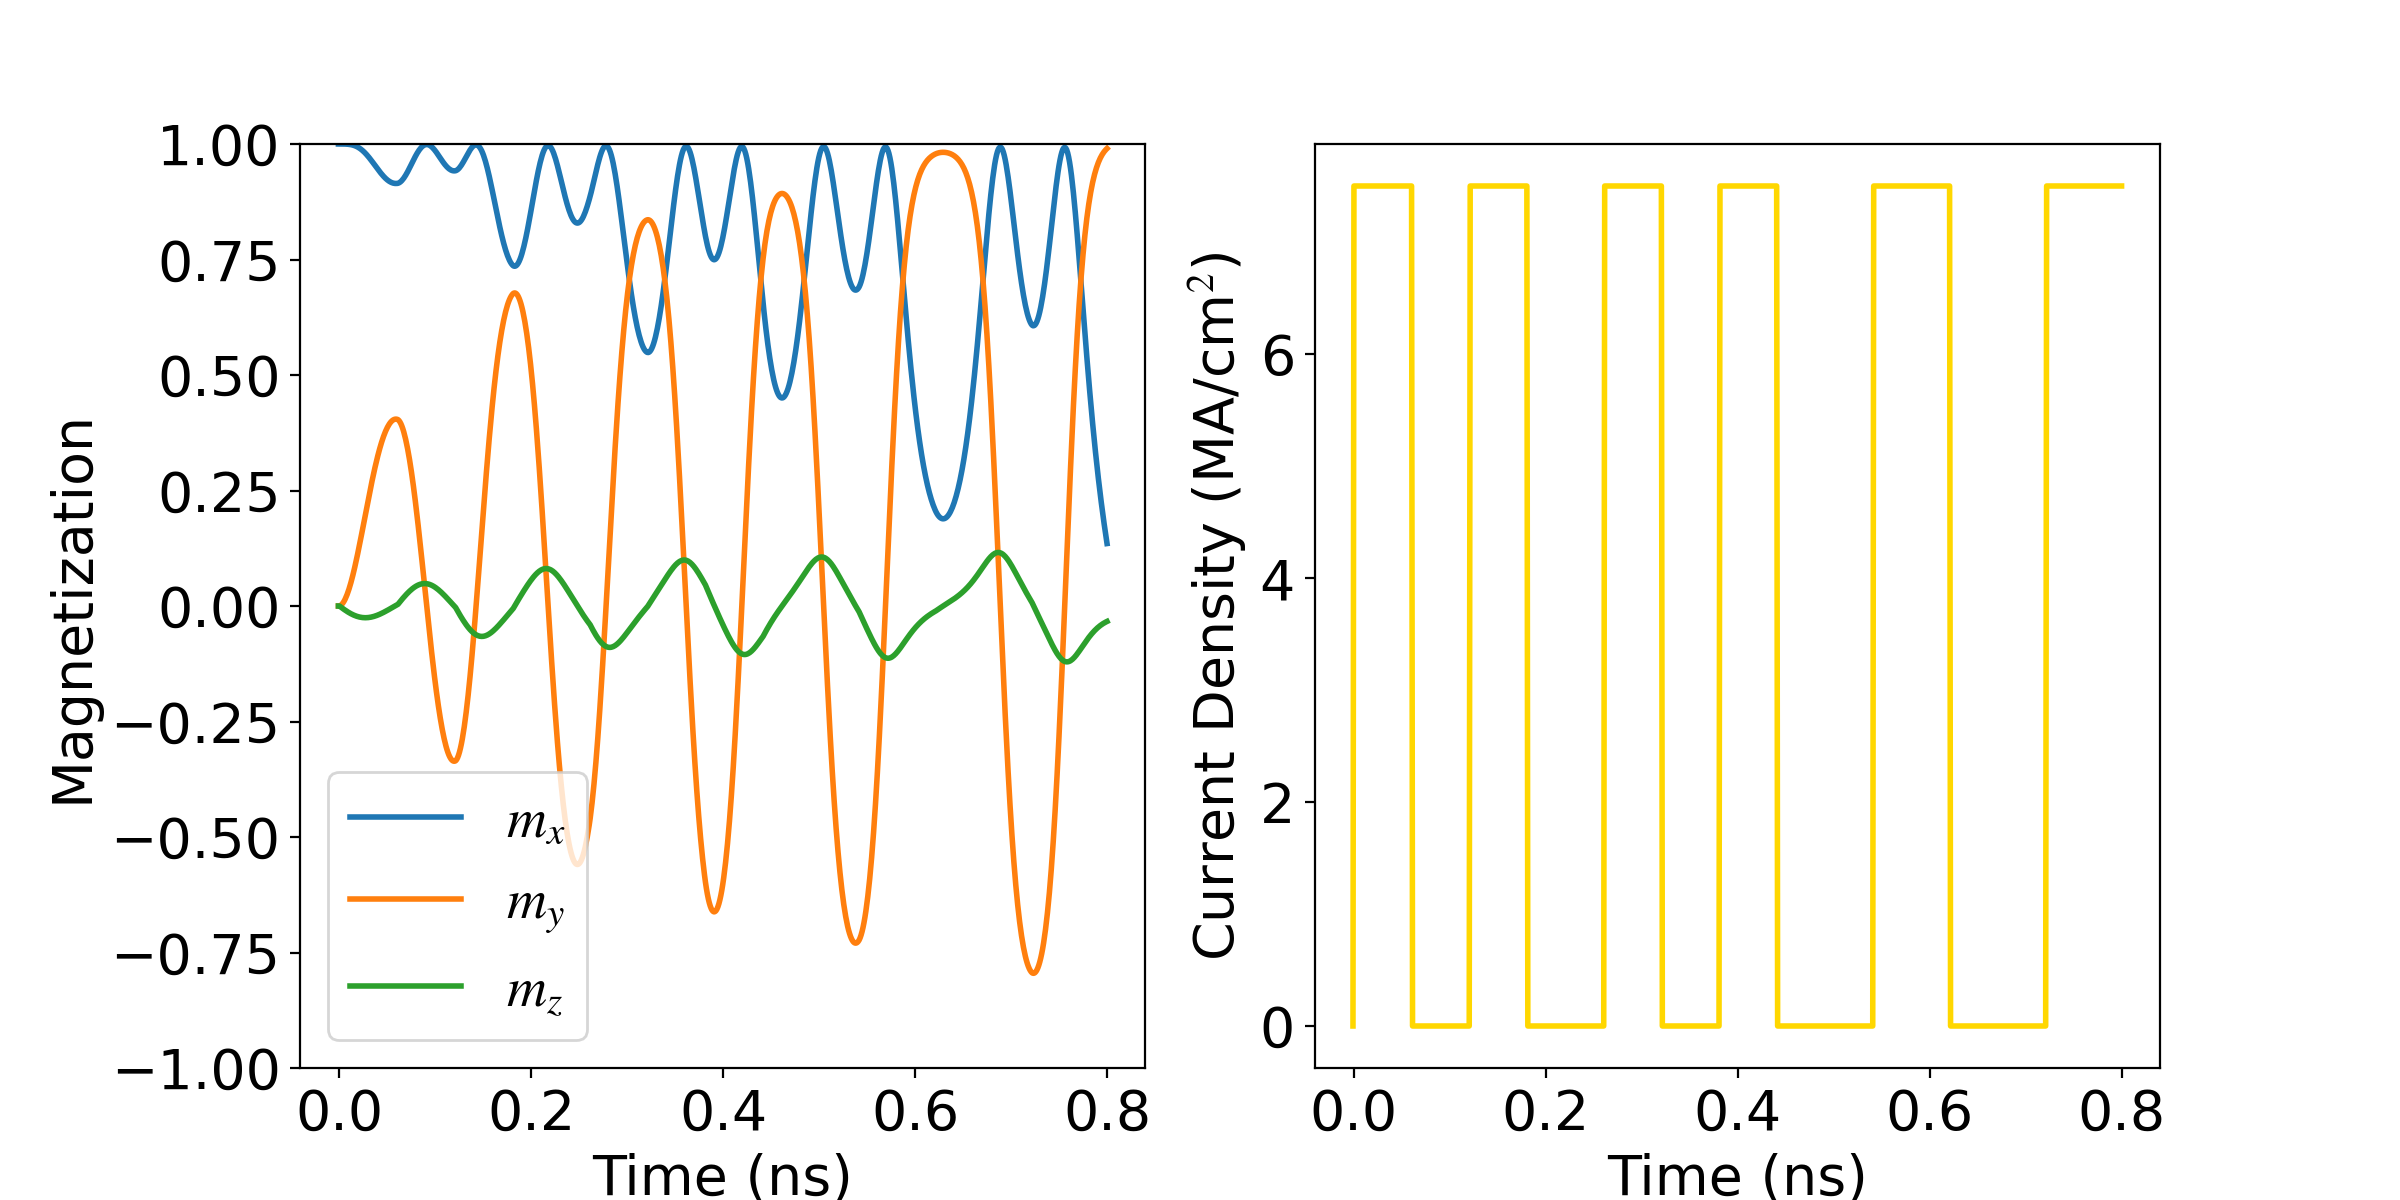 Magnetization
1.00
0.75
0.50
0.25
0.00
−0.25
−0.50
−0.75
−1.00
0.0 0.2 0.4 0.6 0.8
Time (ns)
m_x
m_y
m_z
Current Density (MA/cm²)
6
4
2
0
0.0 0.2 0.4 0.6 0.8
Time (ns)